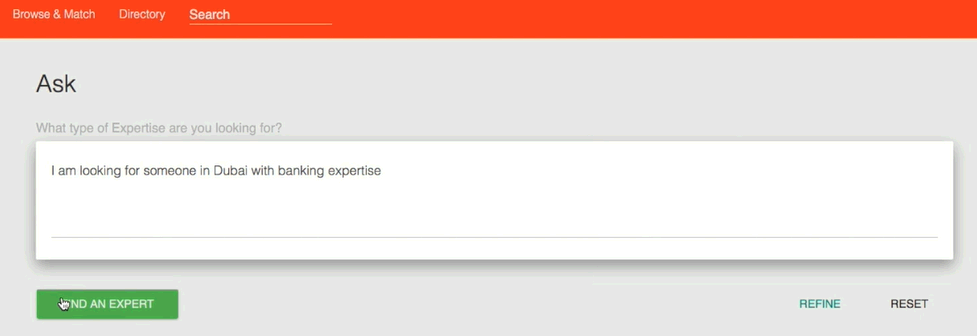 Browse & Match Directory Search
Ask
What type of Expertise are you looking for?
I am looking for someone in Dubai with banking expertise
AN EXPERT REFINE RESET